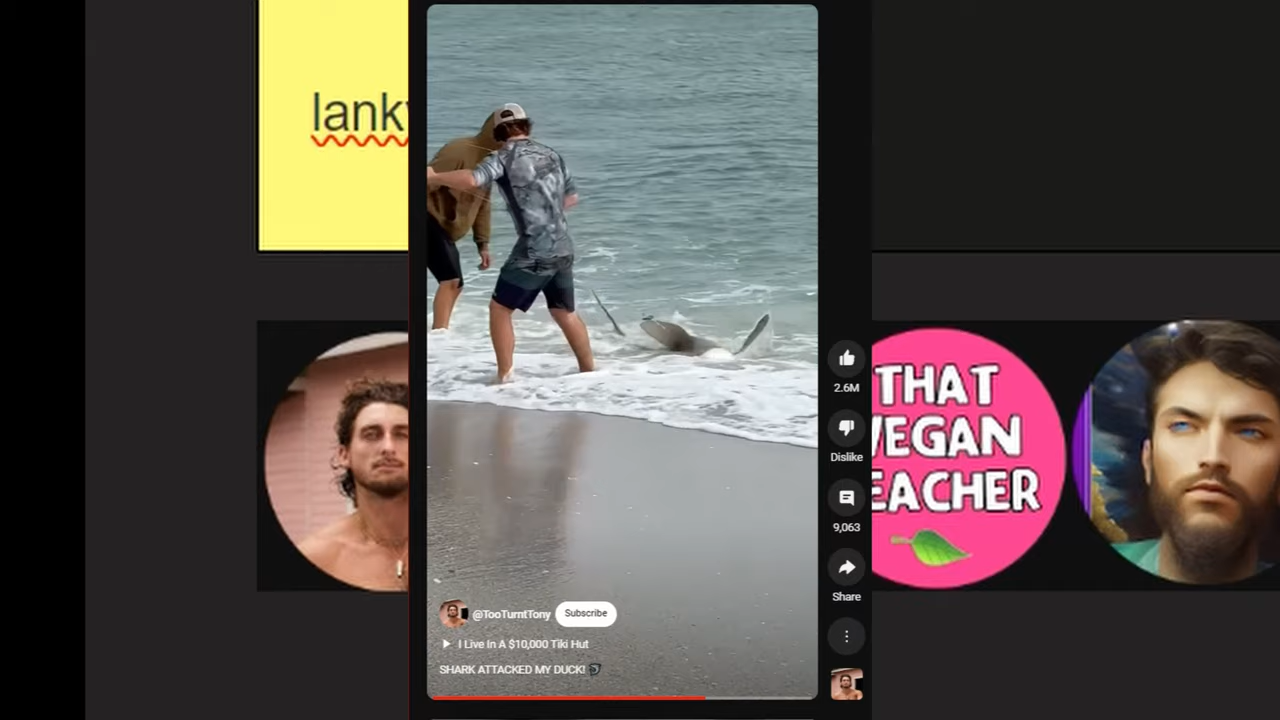 lank
THAT
VEGAN
TEACHER
2.6M
Dislike
9,063
Share
@TooTurntTony
Subscribe
I Live In A $10,000 Tiki Hut
SHARK ATTACKED MY DUCK!